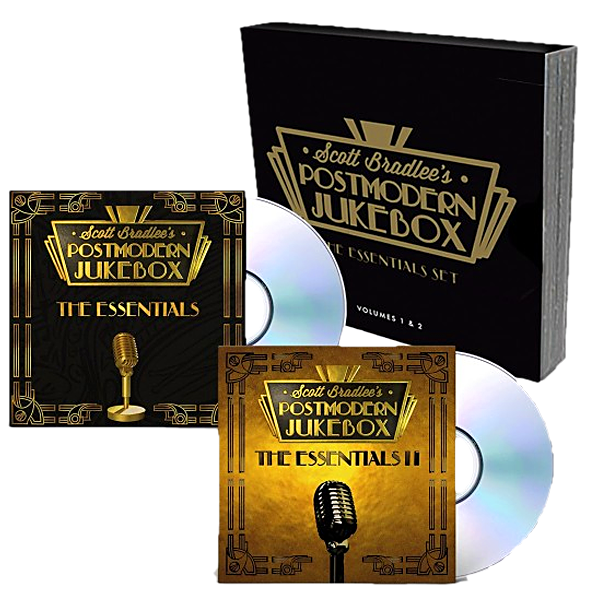 Scott Bradlee's
POSTMODERN
JUKEBOX
THE ESSENTIALS SET
VOLUMES 1 & 2
Scott Bradlee's
POSTMODERN
JUKEBOX
THE ESSENTIALS
Scott Bradlee's
POSTMODERN
JUKEBOX
THE ESSENTIALS II